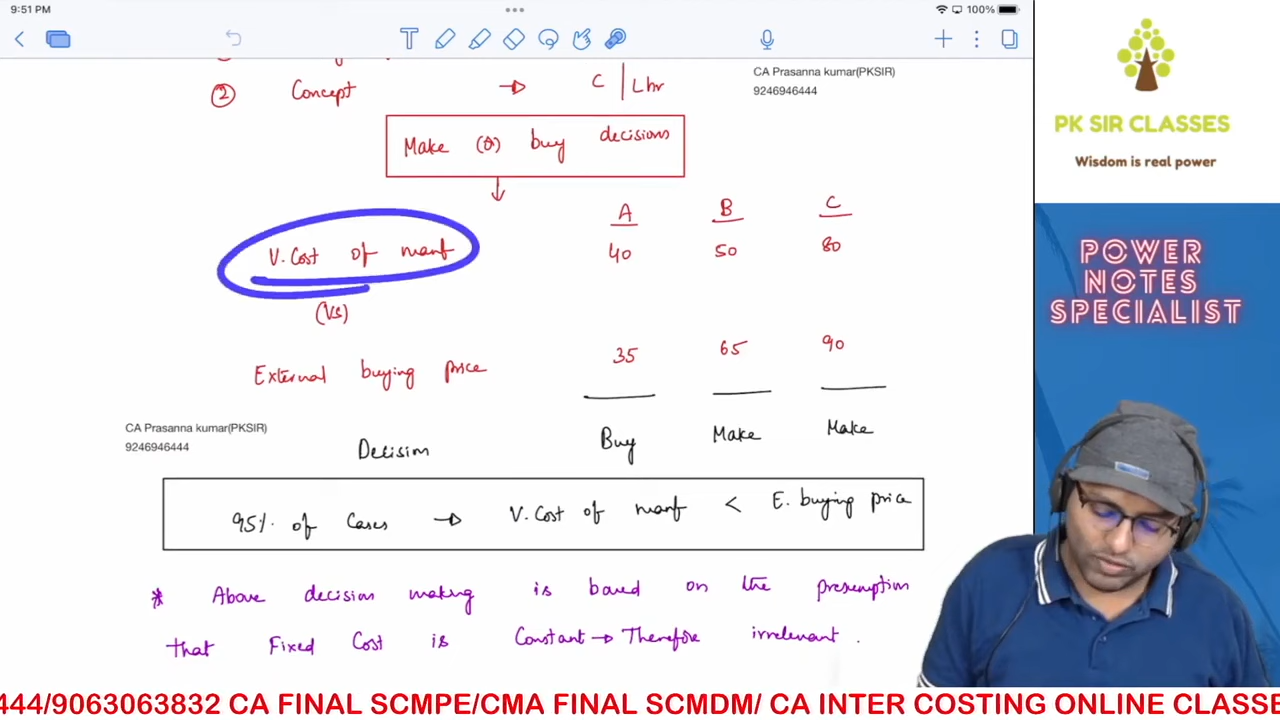 9:51 PM
100%
② Concept → C | Lhr
CA Prasanna kumar(PKSIR)
9246946444
Make (or) buy decisions
A B C
V. Cost of manf 40 50 80
(Vs)
External buying price 35 65 90
CA Prasanna kumar(PKSIR)
9246946444
Decision Buy Make Make
95% of Cases → V. Cost of manf < E. buying price
* Above decision making is based on the presemption
that Fixed Cost is Constant → Therefore irrelevant .
PK SIR CLASSES
Wisdom is real power
POWER
NOTES
SPECIALIST
444/9063063832 CA FINAL SCMPE/CMA FINAL SCMDM/ CA INTER COSTING ONLINE CLASSE